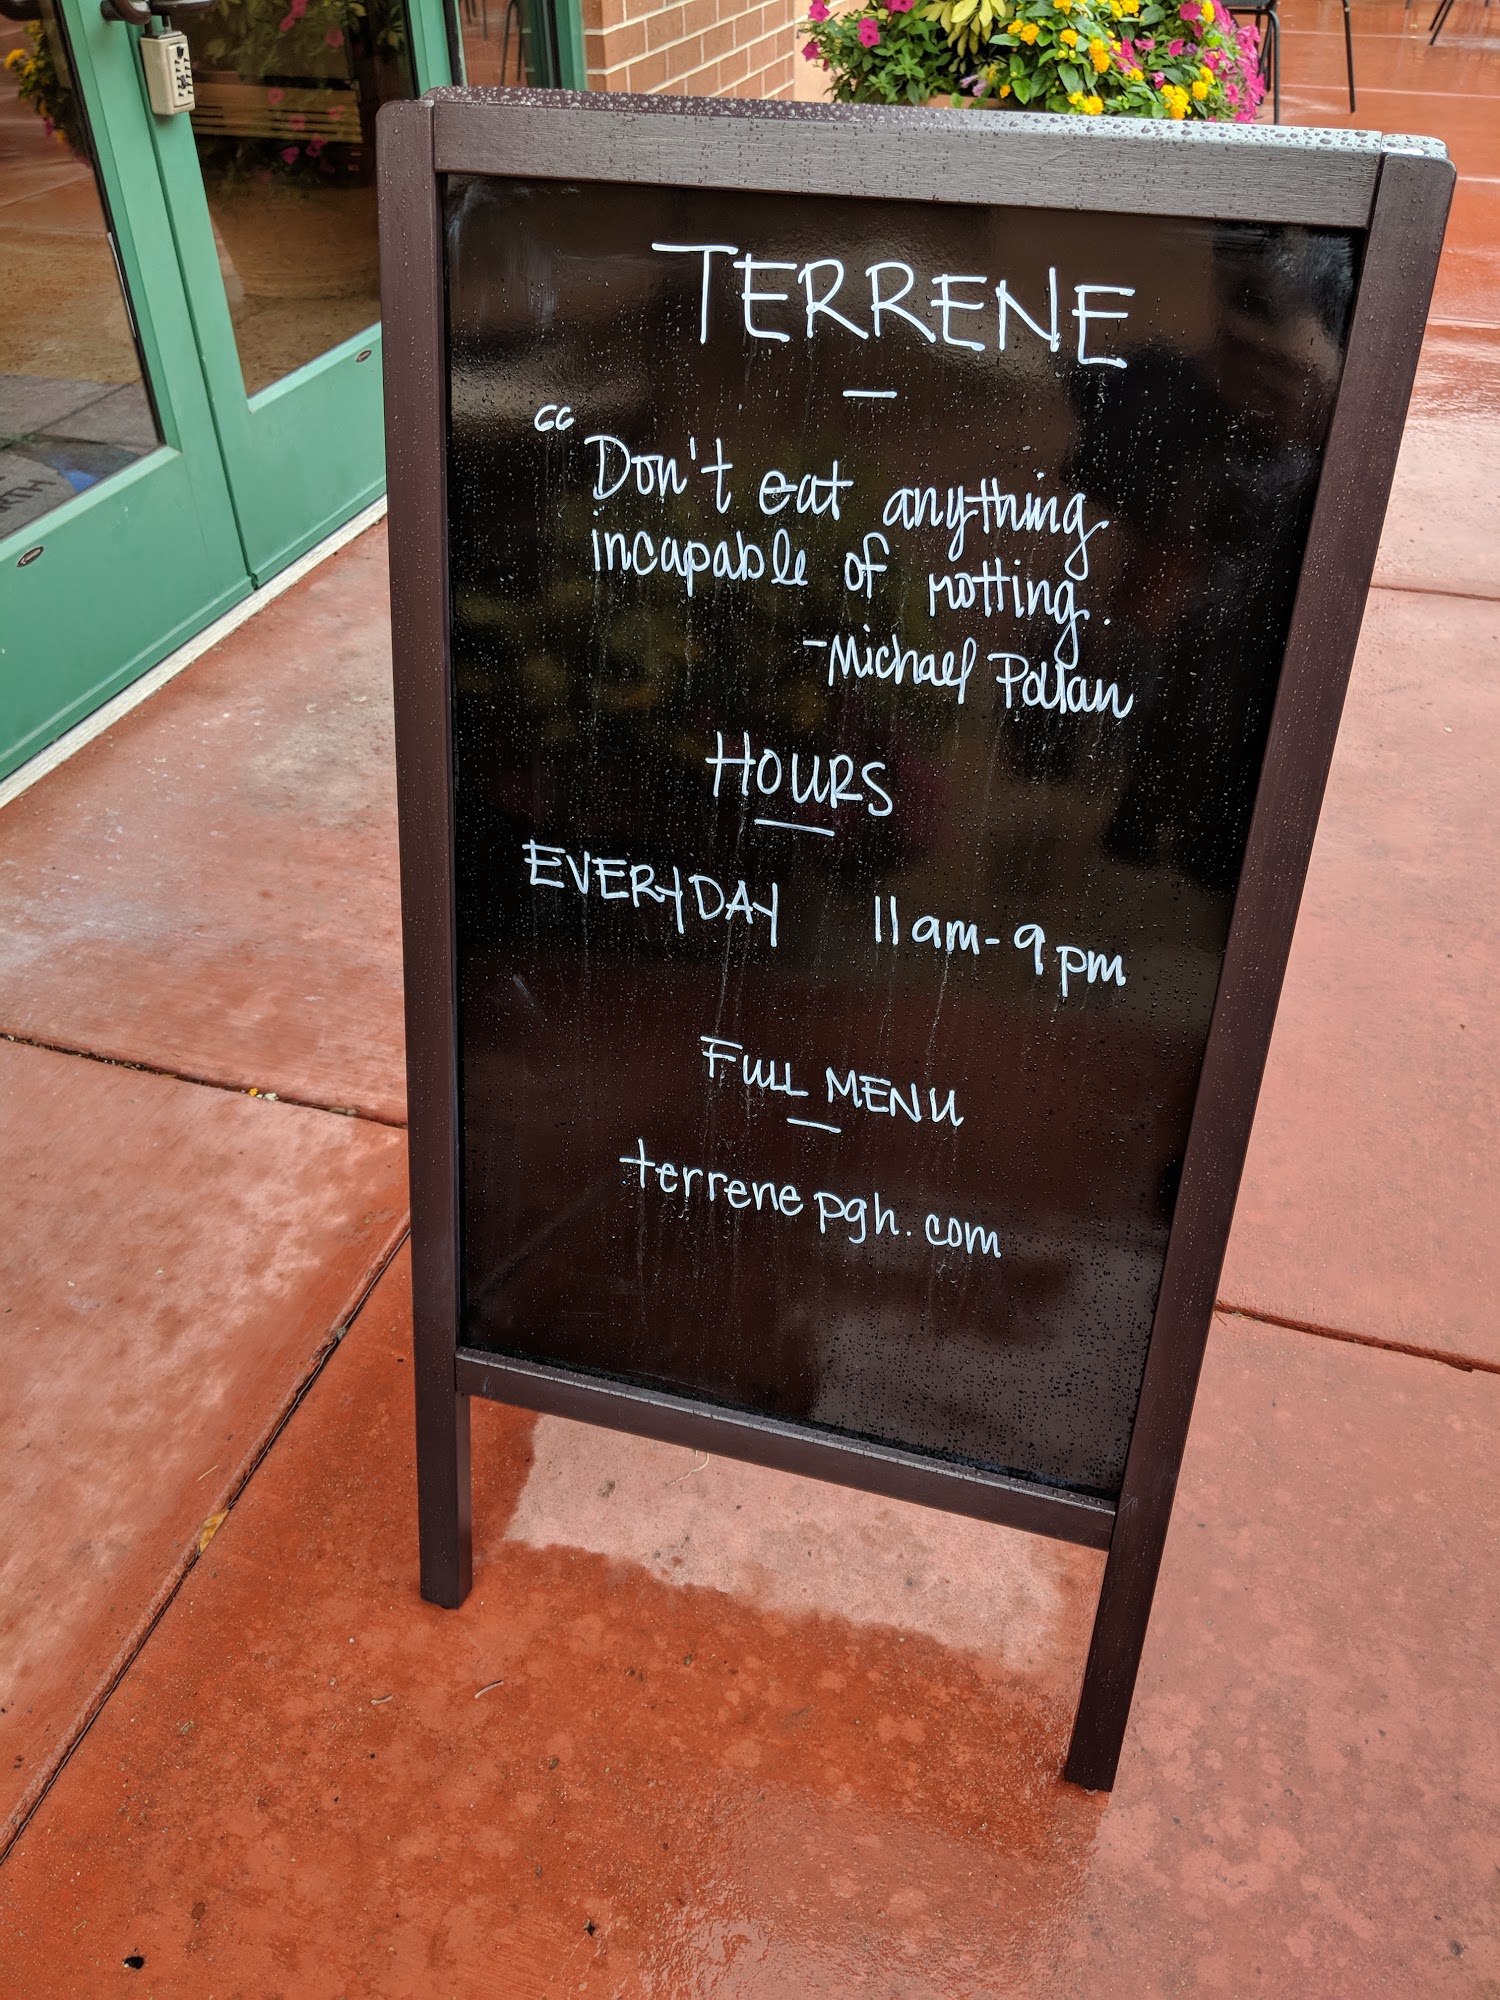 TERRENE
“Don't eat anything
incapable of rotting.
-Michael Pollan
HOURS
EVERYDAY 11am-9pm
FULL MENU
terrenepgh.com